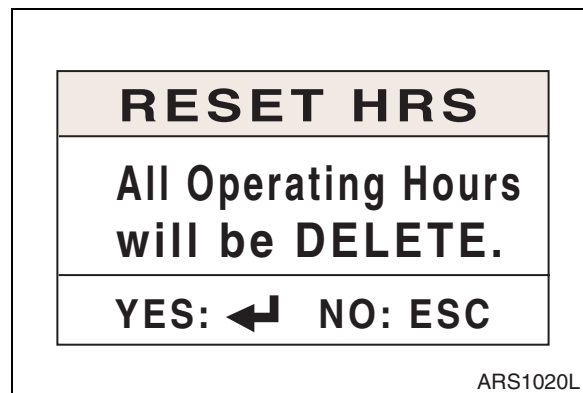 RESET HRS
All Operating Hours
will be DELETE.
YES: ↵ NO: ESC
ARS1020L